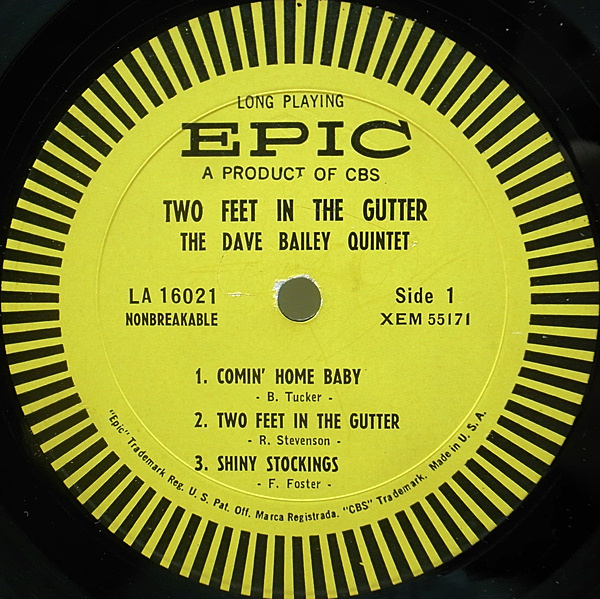 LONG PLAYING
EPIC
A PRODUCT OF CBS
TWO FEET IN THE GUTTER
THE DAVE BAILEY QUINTET
LA 16021
NONBREAKABLE
Side 1
XEM 55171
1. COMIN' HOME BABY
- B. Tucker -
2. TWO FEET IN THE GUTTER
- R. Stevenson -
3. SHINY STOCKINGS
- F. Foster -
"Epic" Trademark Reg. U. S. Pat. Off. Marca Registrada. "CBS" Trademark. Made in U. S. A.